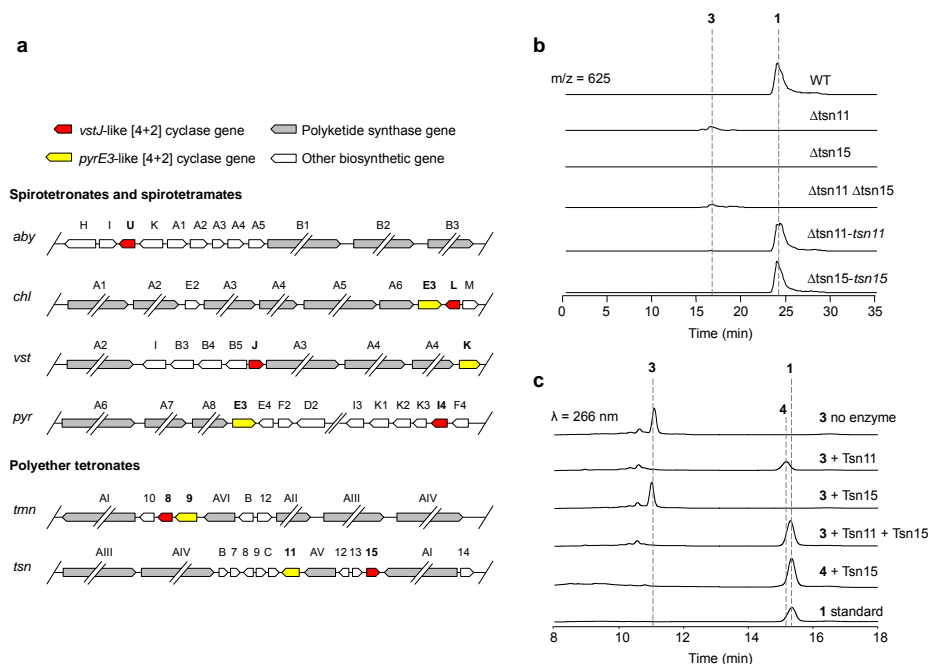 a
vstJ-like [4+2] cyclase gene
Polyketide synthase gene
pyrE3-like [4+2] cyclase gene
Other biosynthetic gene
Spirotetronates and spirotetramates
H I U K A1 A2 A3 A4 A5 B1 B2 B3
aby
A1 A2 E2 A3 A4 A5 A6 E3 L M
chl
A2 I B3 B4 B5 J A3 A4 A4 K
vst
A6 A7 A8 E3 E4 F2 D2 I3 K1 K2 K3 I4 F4
pyr
Polyether tetronates
AI 10 8 9 AVI B 12 AII AIII AIV
tmn
AIII AIV B 7 8 9 C 11 AV 12 13 15 AI 14
tsn
b
3 1
m/z = 625
WT
Δtsn11
Δtsn15
Δtsn11 Δtsn15
Δtsn11-tsn11
Δtsn15-tsn15
0 5 10 15 20 25 30 35
Time (min)
c
3 1
λ = 266 nm
4
3 no enzyme
3 + Tsn11
3 + Tsn15
3 + Tsn11 + Tsn15
4 + Tsn15
1 standard
8 10 12 14 16 18
Time (min)